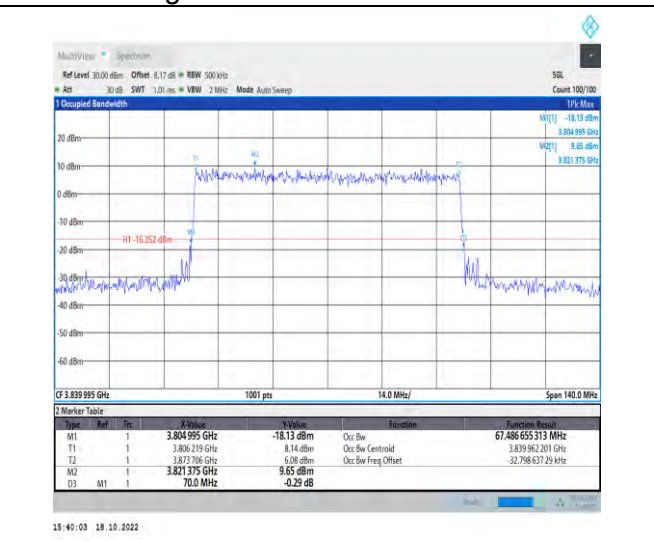 MultiView Spectrum
Ref Level 30.00 dBm Offset 8.17 dB RBW 500 kHz SGL
Att 30 dB SWT 1.01 ms VBW 2 MHz Mode Auto Sweep Count 100/100
1 Occupied Bandwidth 1Pk Max
M1[1] -18.13 dBm
3.804 995 GHz
M2[1] 9.65 dBm
3.821 375 GHz
20 dBm
T1 M2
10 dBm
0 dBm
-10 dBm
H1 -16.352 dBm
D3
-20 dBm
-30 dBm
-40 dBm
-50 dBm
-60 dBm
CF 3.839 995 GHz 1001 pts 14.0 MHz/ Span 140.0 MHz
2 Marker Table
Type Ref Trc X-Value Y-Value Function Function Result
M1 1 3.804 995 GHz -18.13 dBm Occ Bw 67.486 655 313 MHz
T1 1 3.806 219 GHz 8.14 dBm Occ Bw Centroid 3.839 962 201 GHz
T2 1 3.873 706 GHz 6.08 dBm Occ Bw Freq Offset -32.798 637 29 kHz
M2 1 3.821 375 GHz 9.65 dBm
D3 M1 1 70.0 MHz -0.29 dB
15:40:03 18.10.2022